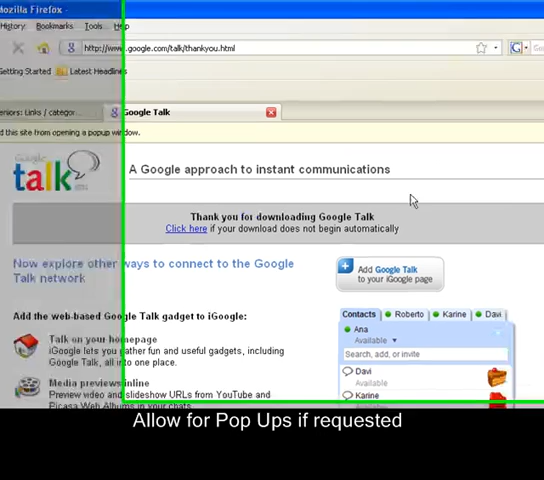 Mozilla Firefox
History: Bookmarks Tools Help
http://www.google.com/talk/thankyou.html
Getting Started Latest Headlines
eniors: Links / categor... Google Talk
d this site from opening a popup window.
Google
talk
A Google approach to instant communications
Thank you for downloading Google Talk
Click here if your download does not begin automatically
Now explore other ways to connect to the Google
Talk network
Add Google Talk
to your iGoogle page
Add the web-based Google Talk gadget to iGoogle:
Talk on your homepage
iGoogle lets you gather fun and useful gadgets, including
Google Talk, all into one place.
Media previews inline
Preview video and slideshow URLs from YouTube and
Picasa Web Albums in your chats.
Contacts Roberto Karine Davi
Ana
Available
Search, add, or invite
Davi
Available
Karine
Allow for Pop Ups if requested